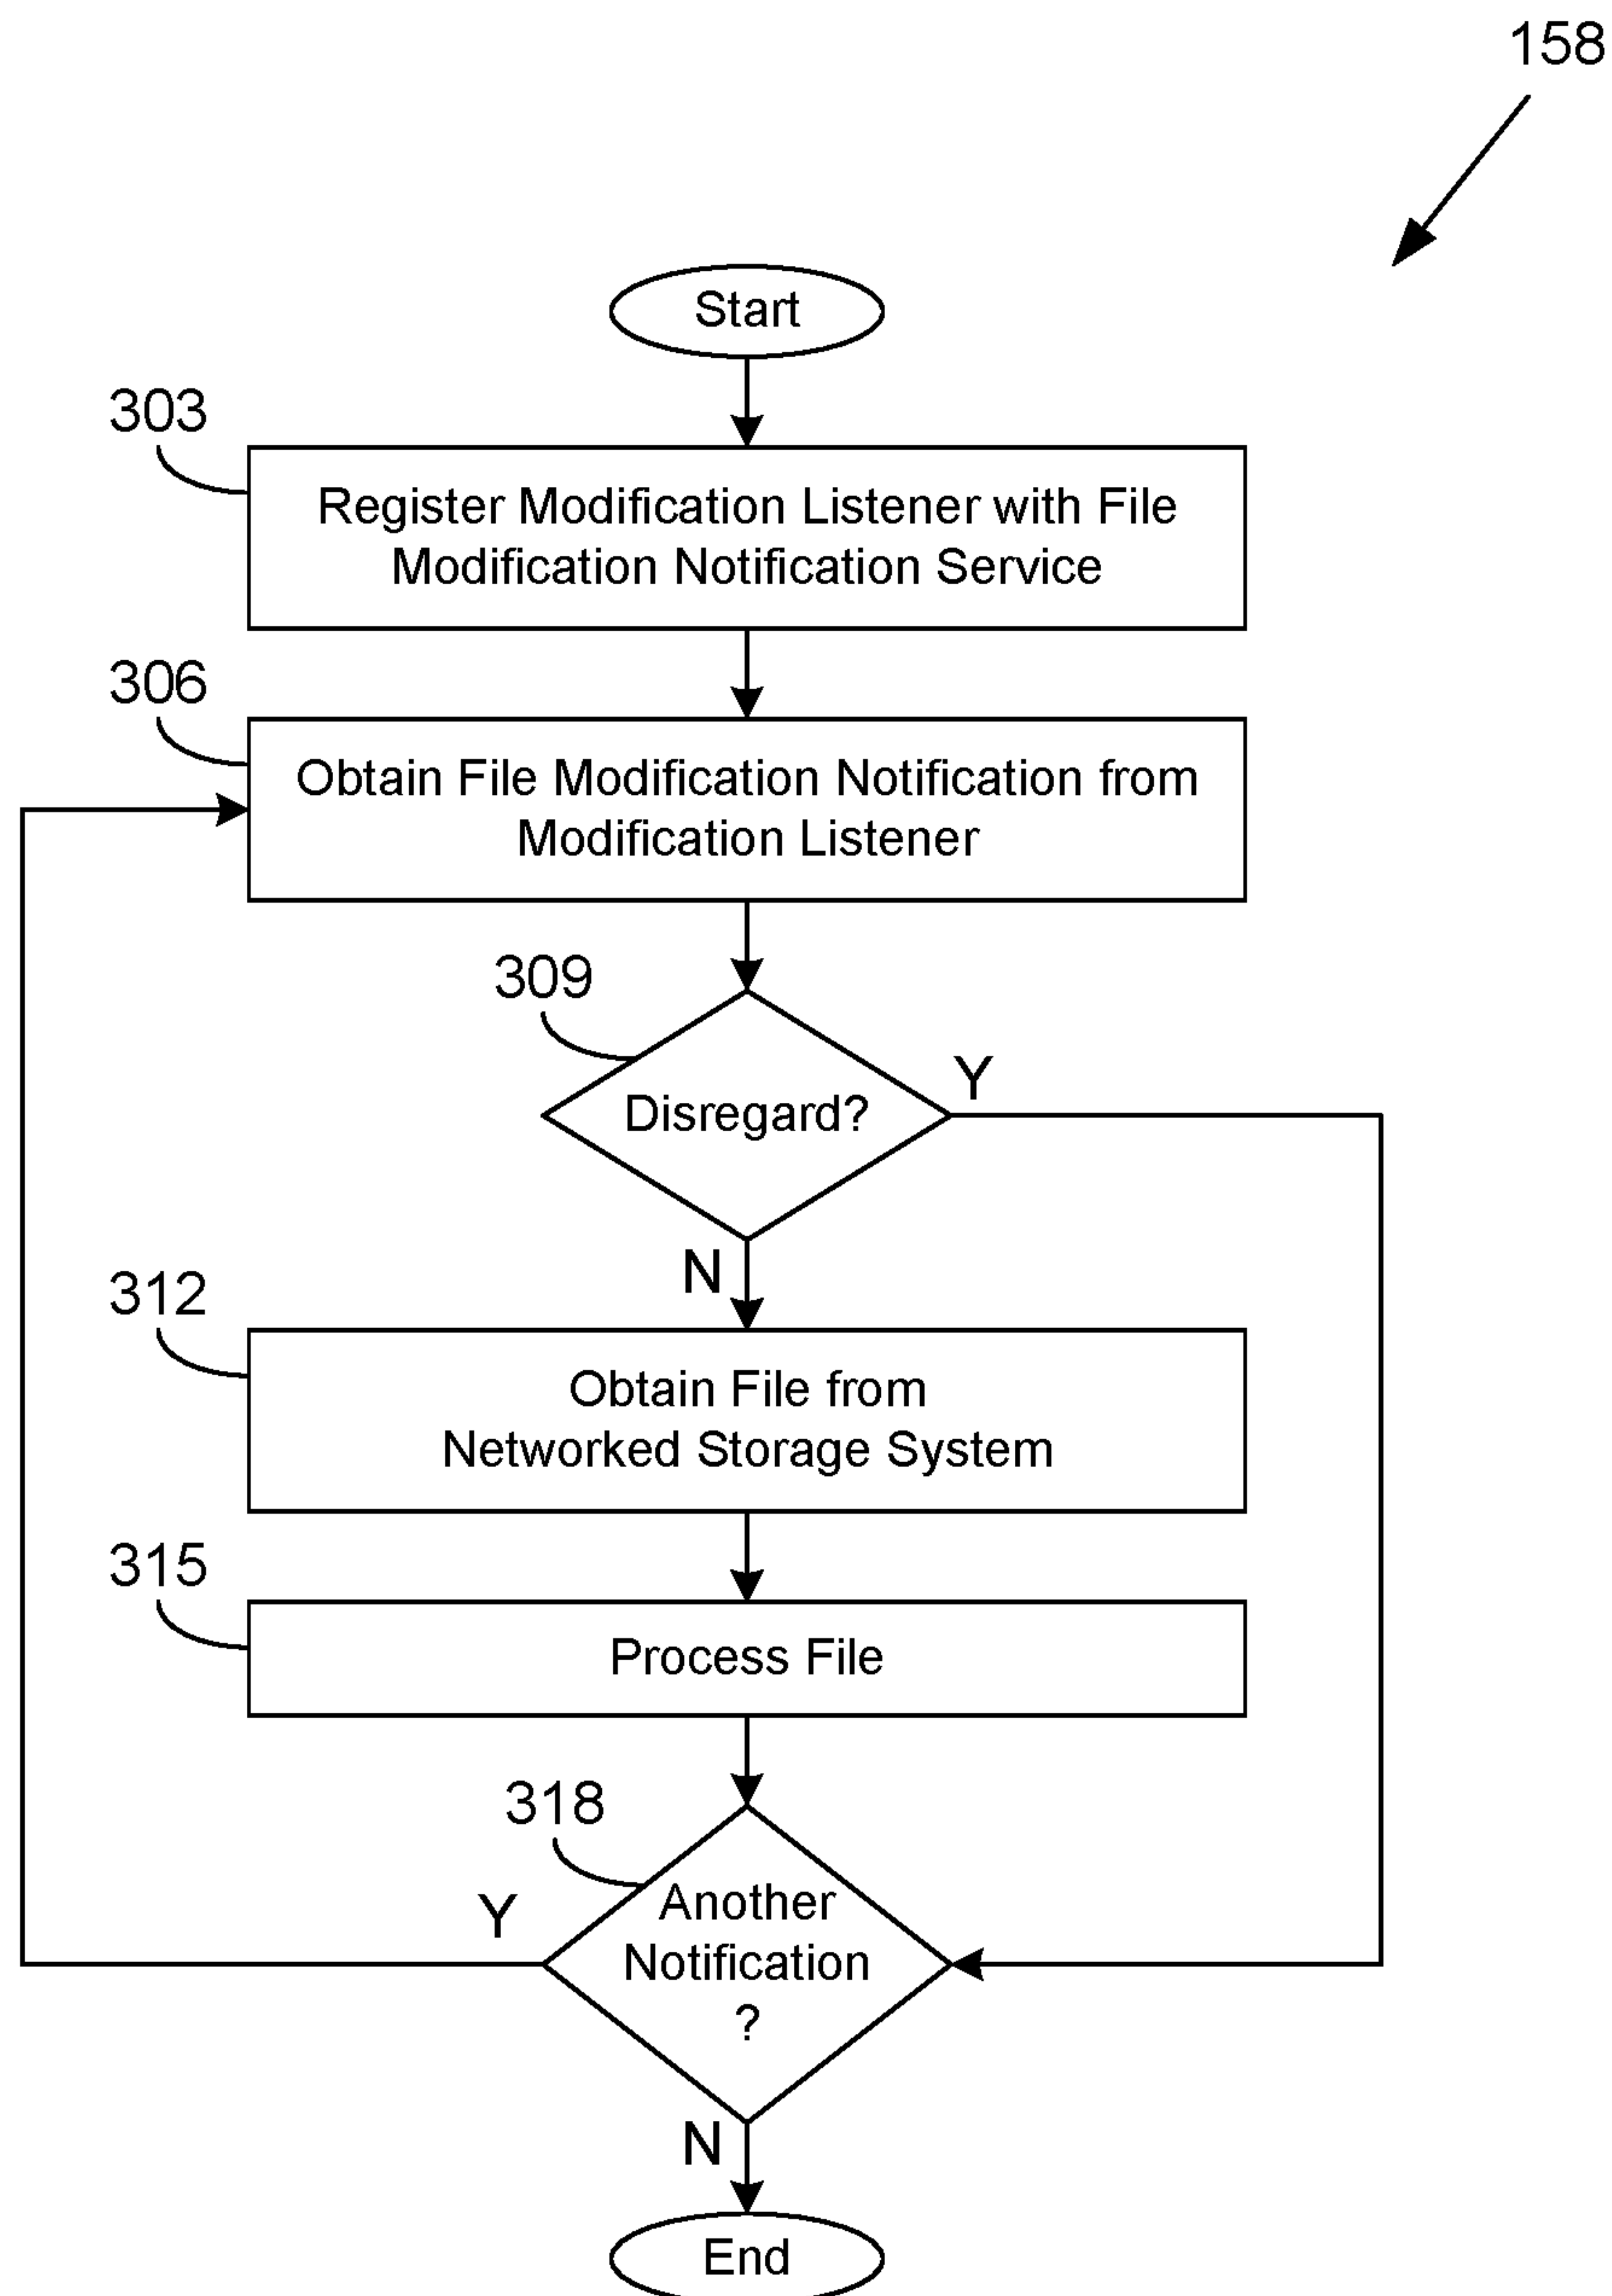 158
Start
303
Register Modification Listener with File
Modification Notification Service
306
Obtain File Modification Notification from
Modification Listener
309
Disregard?
Y
N
312
Obtain File from
Networked Storage System
315
Process File
318
Another
Notification
?
Y
N
End